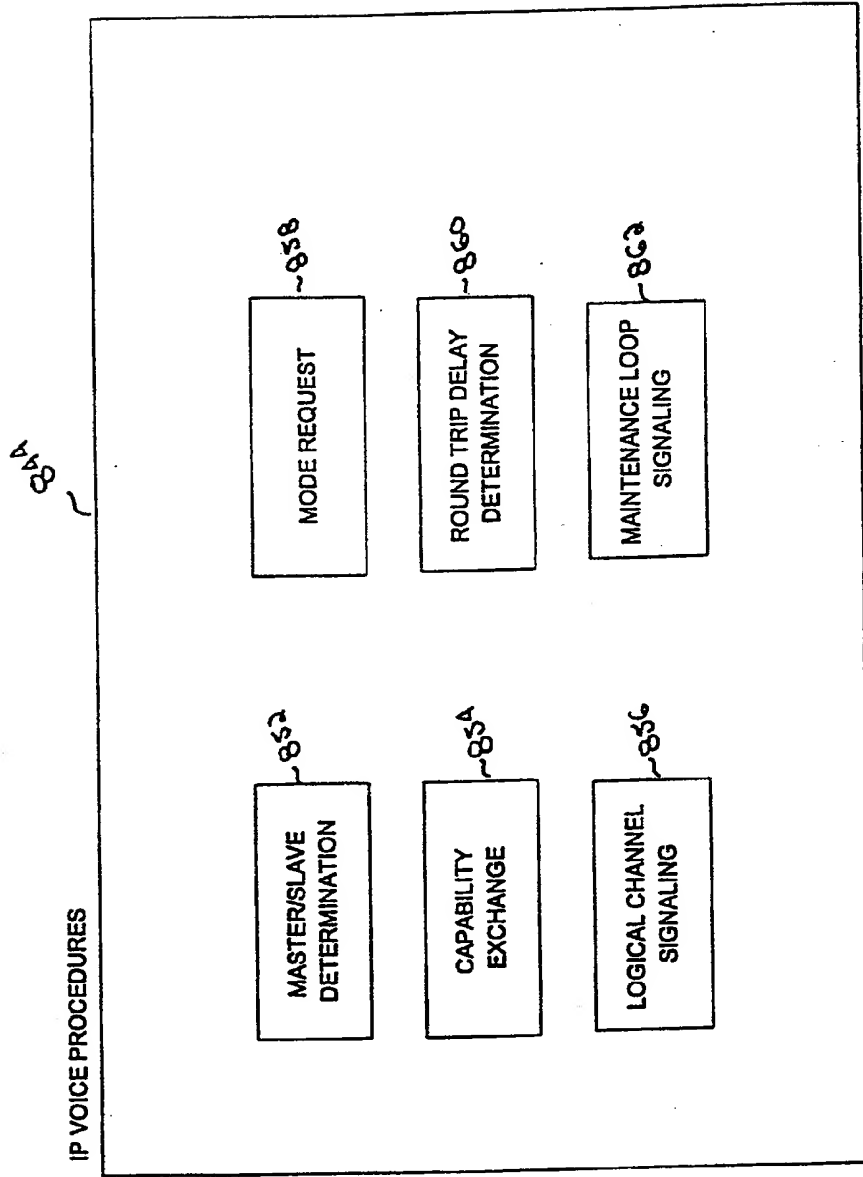 IP VOICE PROCEDURES
844
MASTER/SLAVE
DETERMINATION
852
CAPABILITY
EXCHANGE
854
LOGICAL CHANNEL
SIGNALING
856
MODE REQUEST
858
ROUND TRIP DELAY
DETERMINATION
860
MAINTENANCE LOOP
SIGNALING
862